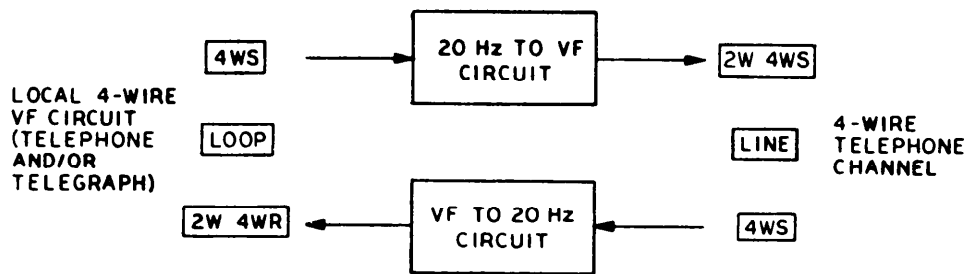 4WS
20 Hz TO VF
CIRCUIT
2W 4WS
LOCAL 4-WIRE
VF CIRCUIT
(TELEPHONE
AND/OR
TELEGRAPH)
LOOP
LINE
4-WIRE
TELEPHONE
CHANNEL
2W 4WR
VF TO 20 Hz
CIRCUIT
4WS